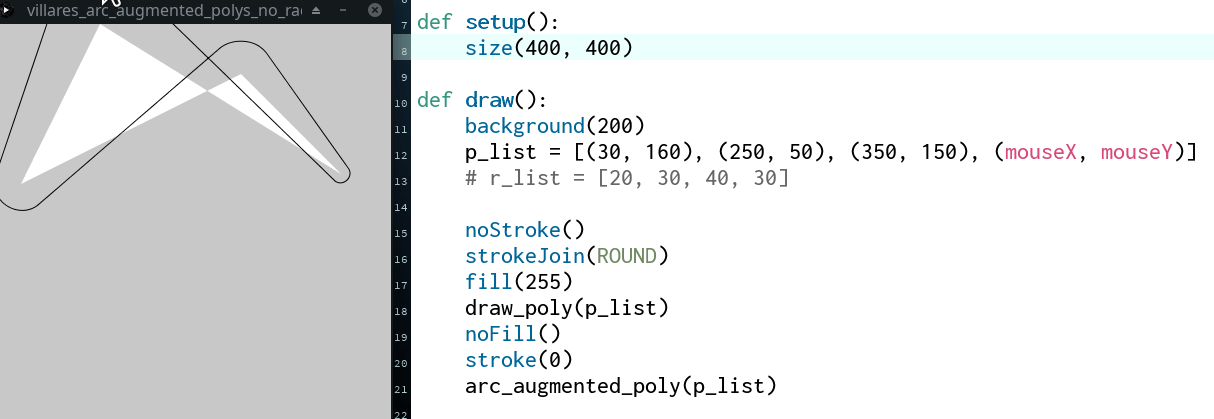 villares_arc_augmented_polys_no_ra
7 def setup():
8     size(400, 400)
9
10 def draw():
11     background(200)
12     p_list = [(30, 160), (250, 50), (350, 150), (mouseX, mouseY)]
13     # r_list = [20, 30, 40, 30]
14
15     noStroke()
16     strokeJoin(ROUND)
17     fill(255)
18     draw_poly(p_list)
19     noFill()
20     stroke(0)
21     arc_augmented_poly(p_list)
22